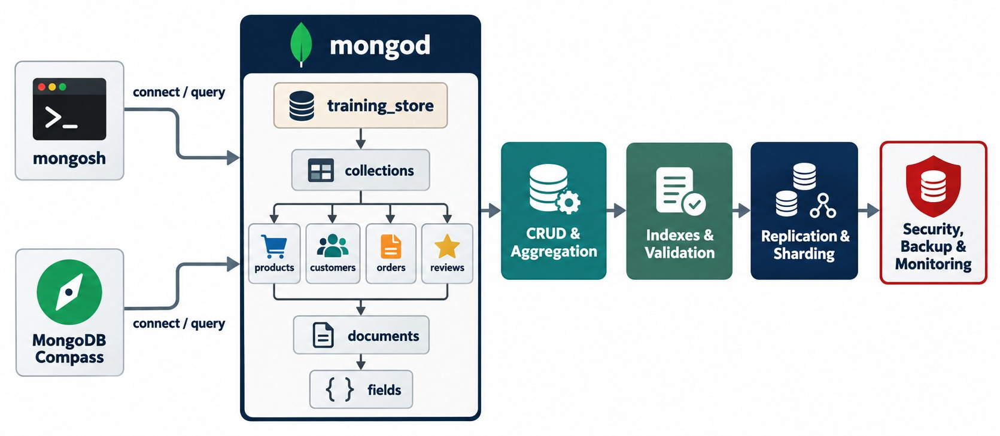 mongosh
connect / query
MongoDB
Compass
connect / query
mongod
training_store
collections
products
customers
orders
reviews
documents
{ } fields
CRUD &
Aggregation
Indexes &
Validation
Replication &
Sharding
Security,
Backup &
Monitoring